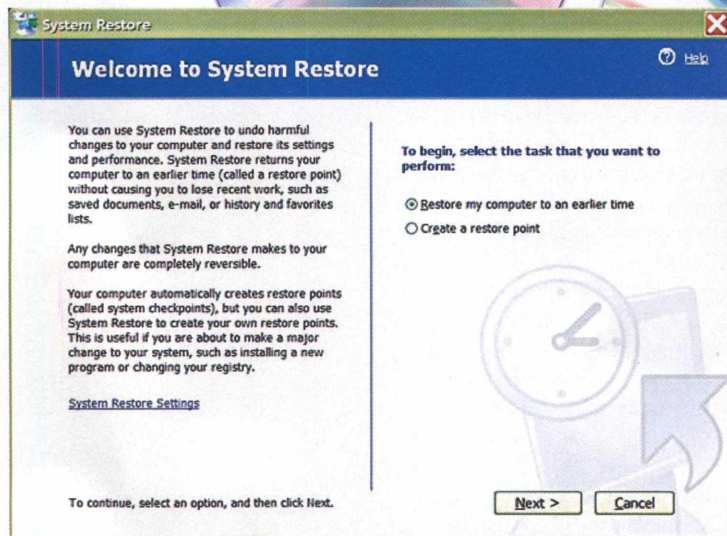 System Restore
Welcome to System Restore
Help
You can use System Restore to undo harmful
changes to your computer and restore its settings
and performance. System Restore returns your
computer to an earlier time (called a restore point)
without causing you to lose recent work, such as
saved documents, e-mail, or history and favorites
lists.
Any changes that System Restore makes to your
computer are completely reversible.
Your computer automatically creates restore points
(called system checkpoints), but you can also use
System Restore to create your own restore points.
This is useful if you are about to make a major
change to your system, such as installing a new
program or changing your registry.
System Restore Settings
To continue, select an option, and then click Next.
To begin, select the task that you want to
perform:
Restore my computer to an earlier time
Create a restore point
Next >
Cancel